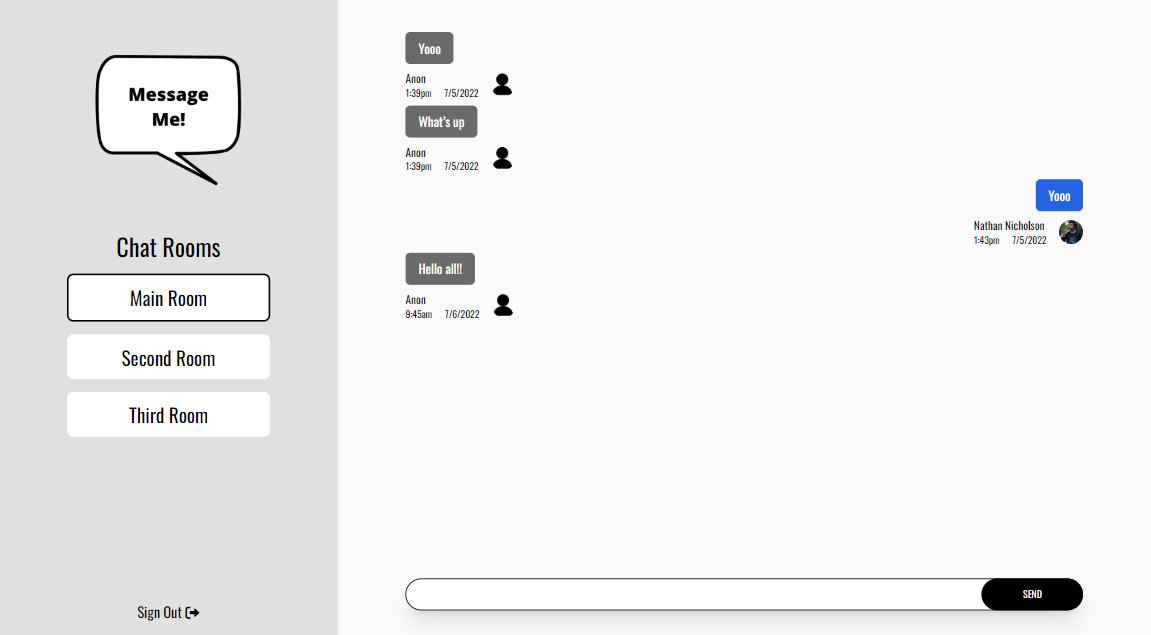 Message
Me!
Chat Rooms
Main Room
Second Room
Third Room
Sign Out
Yooo
Anon
1:39pm 7/5/2022
What's up
Anon
1:39pm 7/5/2022
Yooo
Nathan Nicholson
1:43pm 7/5/2022
Hello all!!
Anon
9:45am 7/6/2022
SEND